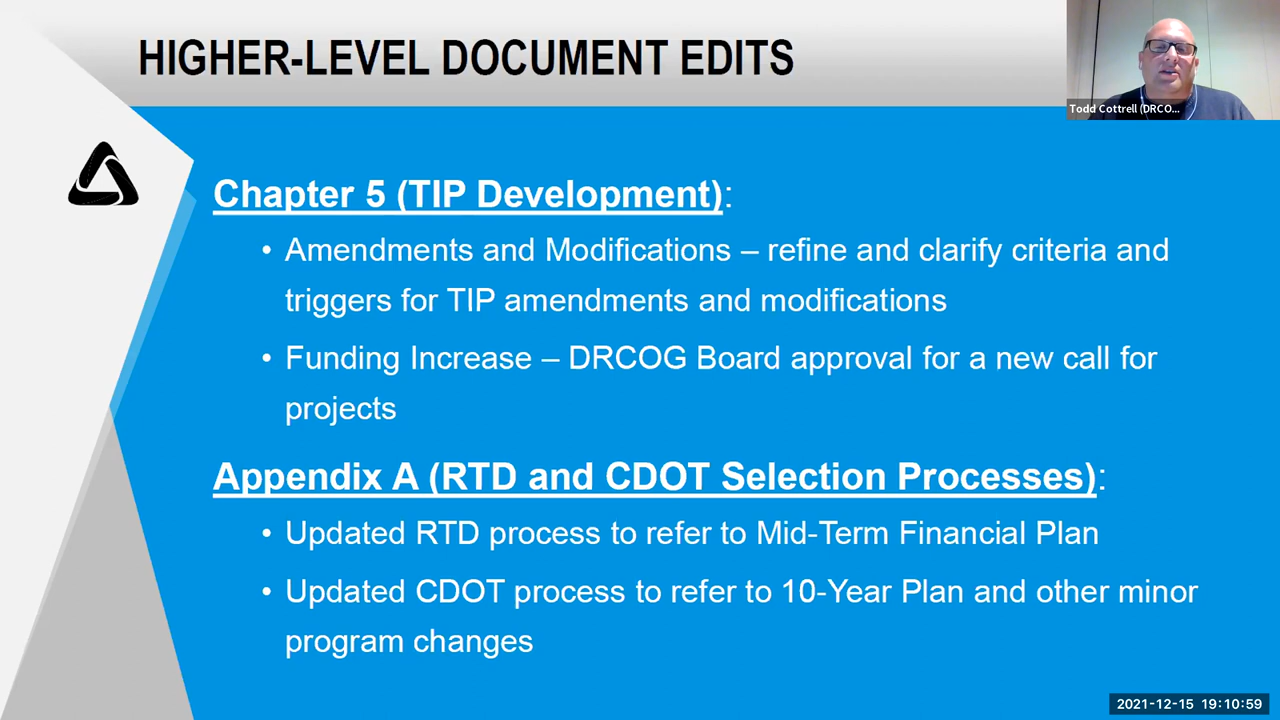 HIGHER-LEVEL DOCUMENT EDITS
Todd Cottrell (DRCO...
Chapter 5 (TIP Development):
• Amendments and Modifications – refine and clarify criteria and
triggers for TIP amendments and modifications
• Funding Increase – DRCOG Board approval for a new call for
projects
Appendix A (RTD and CDOT Selection Processes):
• Updated RTD process to refer to Mid-Term Financial Plan
• Updated CDOT process to refer to 10-Year Plan and other minor
program changes
2021-12-15 19:10:59